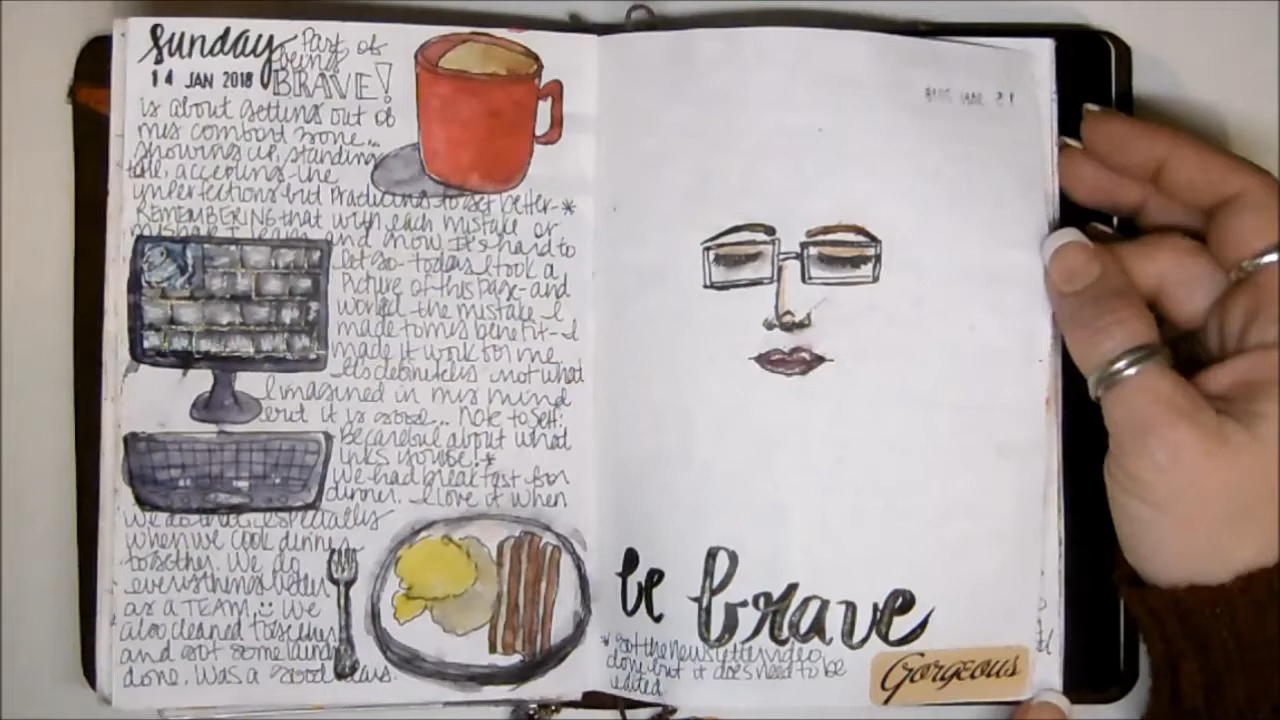 Sunday
14 JAN 2018
Part of
being
BRAVE!
is about getting out of
my comfort zone...
showing up, standing
tall, accepting the
imperfections but Practicing to get better-*
REMEMBERING that with each mistake or
I learn and grow. It's hard to
let go- today I took a
Picture of this Page- and
worked the mistake I
made to my benefit-I
made it work for me
It's definitely not what
I imagined in my mind
but it is good... Note to self:
Be careful about what
inks you use!*
We had breakfast for
dinner. I love it when
we do that, especially
when we cook dinner
together. We do
everything better
as a TEAM. We
also cleaned together
and got some laundry
done. Was a good day.
be brave
* got the newsletter video
done but it does need to be
edited
Gorgeous